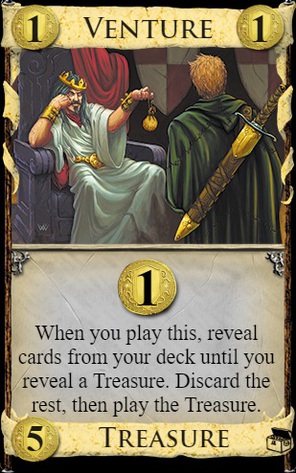 1 VENTURE 1
1
When you play this, reveal
cards from your deck until you
reveal a Treasure. Discard the
rest, then play the Treasure.
5 TREASURE